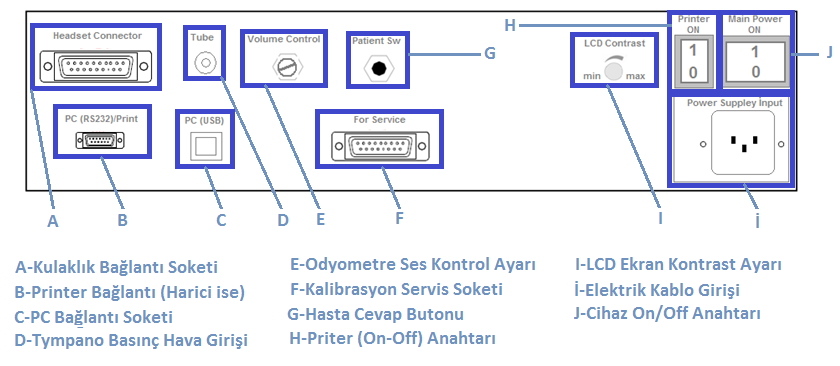 Headset Connector
Tube
Volume Control
Patient Sw
G
H
LCD Contrast
min
max
Printer
ON
1
0
Main Power
ON
1
0
J
PC (RS232)/Print
PC (USB)
For Service
Power Suppley Input
A
B
C
D
E
F
I
İ
A-Kulaklık Bağlantı Soketi
B-Printer Bağlantı (Harici ise)
C-PC Bağlantı Soketi
D-Tympano Basınç Hava Girişi
E-Odyometre Ses Kontrol Ayarı
F-Kalibrasyon Servis Soketi
G-Hasta Cevap Butonu
H-Priter (On-Off) Anahtarı
I-LCD Ekran Kontrast Ayarı
İ-Elektrik Kablo Girişi
J-Cihaz On/Off Anahtarı